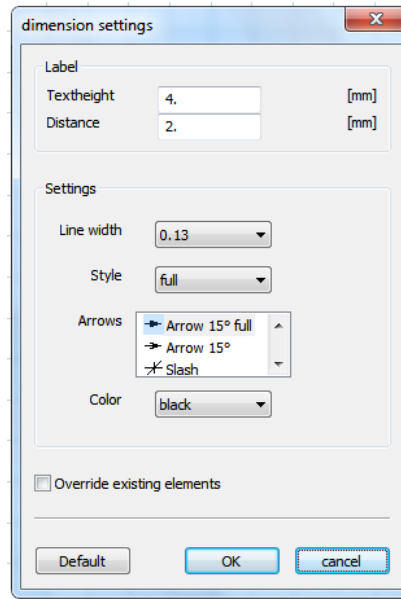 dimension settings
Label
Textheight 4. [mm]
Distance 2. [mm]
Settings
Line width 0.13
Style full
Arrows Arrow 15° full
Arrow 15°
Slash
Color black
Override existing elements
Default OK cancel